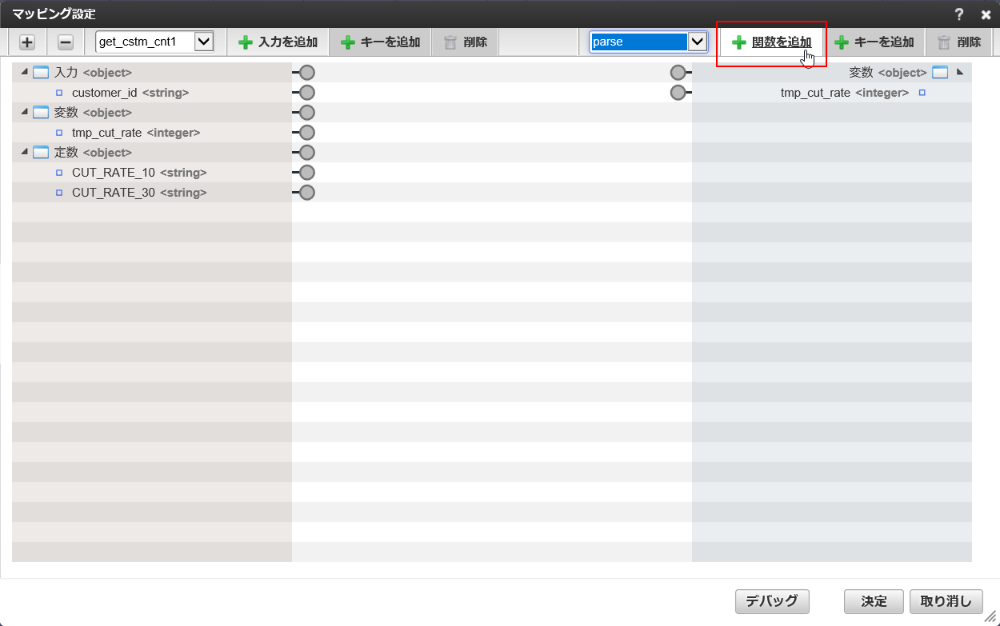 マッピング設定 ?
get_cstm_cnt1 入力を追加 キーを追加 削除 parse 関数を追加 キーを追加 削除
入力 <object> 変数 <object>
customer_id <string> tmp_cut_rate <integer>
変数 <object>
tmp_cut_rate <integer>
定数 <object>
CUT_RATE_10 <string>
CUT_RATE_30 <string>
デバッグ 決定 取り消し